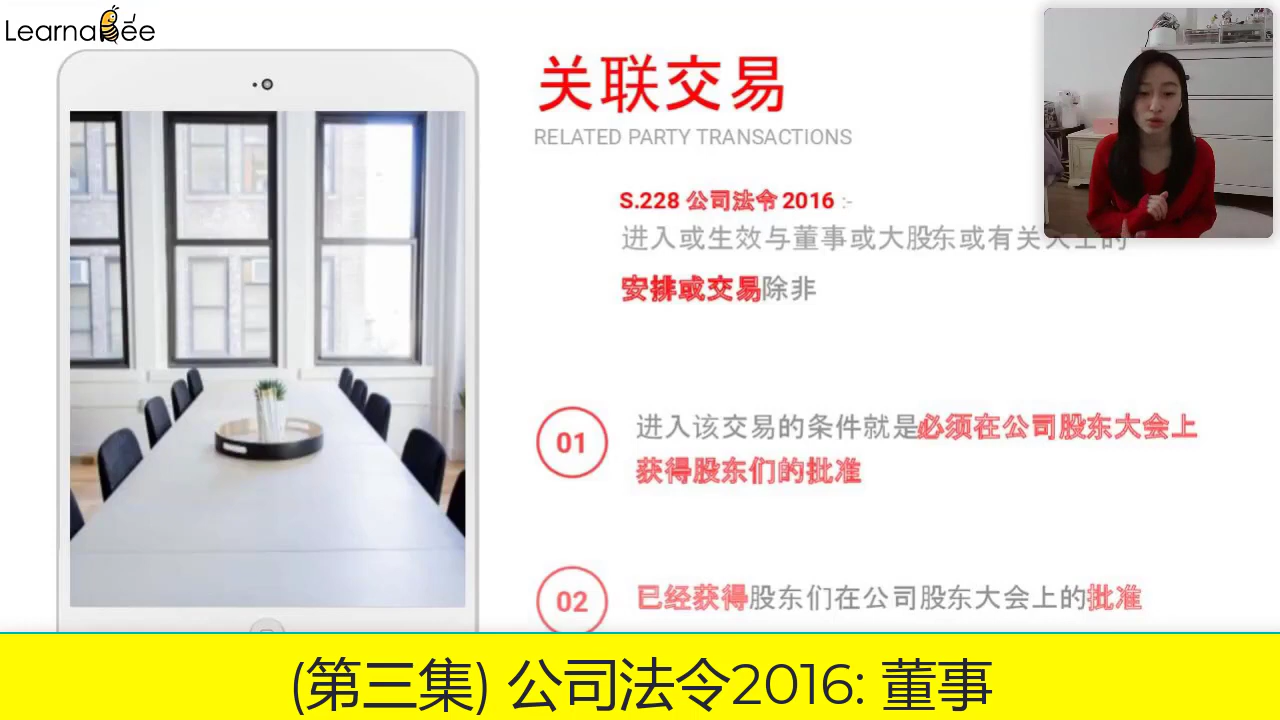 LearnaBée
关联交易
RELATED PARTY TRANSACTIONS
S.228 公司法令 2016 :-
进入或生效与董事或大股东或有关人士的
安排或交易除非
01
进入该交易的条件就是必须在公司股东大会上
获得股东们的批准
02
已经获得股东们在公司股东大会上的批准
(第三集) 公司法令2016: 董事